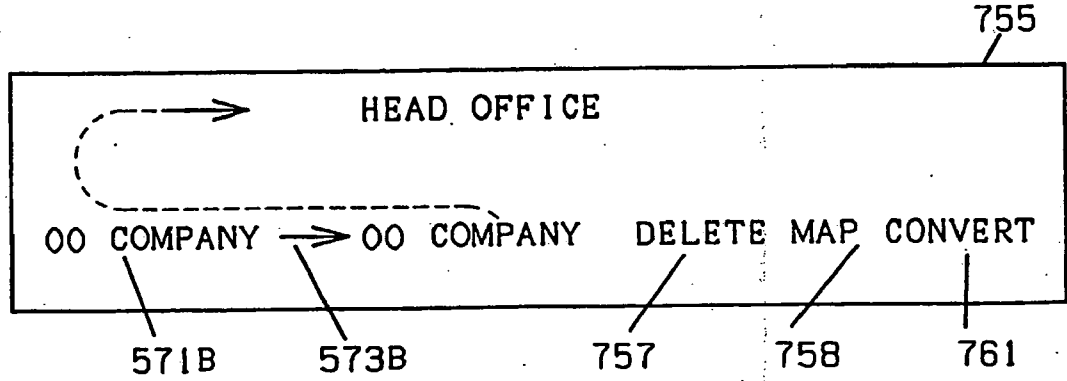 755
HEAD OFFICE
OO COMPANY OO COMPANY DELETE MAP CONVERT
571B 573B 757 758 761